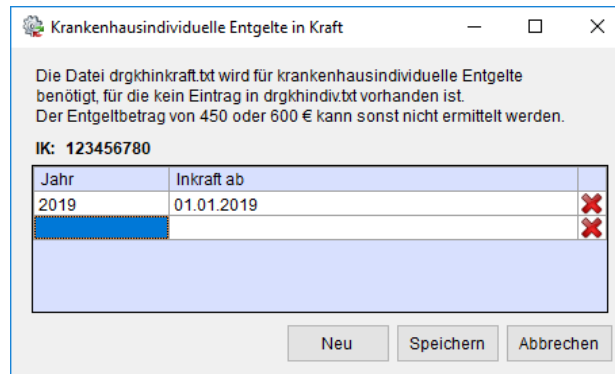 Krankenhausindividuelle Entgelte in Kraft
Die Datei drgkhinkraft.txt wird für krankenhausindividuelle Entgelte
benötigt, für die kein Eintrag in drgkhindiv.txt vorhanden ist.
Der Entgeltbetrag von 450 oder 600 € kann sonst nicht ermittelt werden.
IK: 123456780
Jahr Inkraft ab
2019 01.01.2019
Neu Speichern Abbrechen